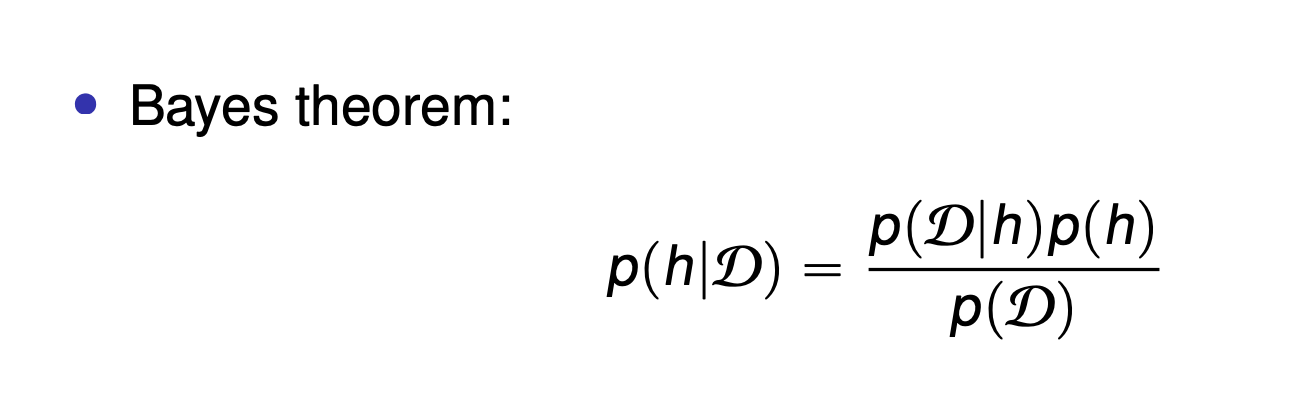 • Bayes theorem:
p(h|𝒟) = p(𝒟|h)p(h) / p(𝒟)